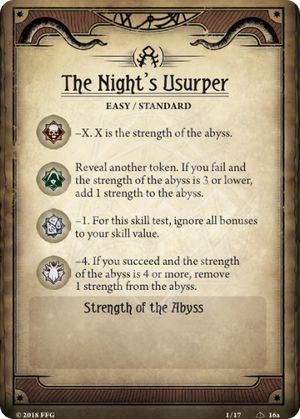 The Night's Usurper
EASY / STANDARD
–X. X is the strength of the abyss.
Reveal another token. If you fail and
the strength of the abyss is 3 or lower,
add 1 strength to the abyss.
–1. For this skill test, ignore all bonuses
to your skill value.
–4. If you succeed and the strength
of the abyss is 4 or more, remove
1 strength from the abyss.
Strength of the Abyss
© 2018 FFG
1/17
16a